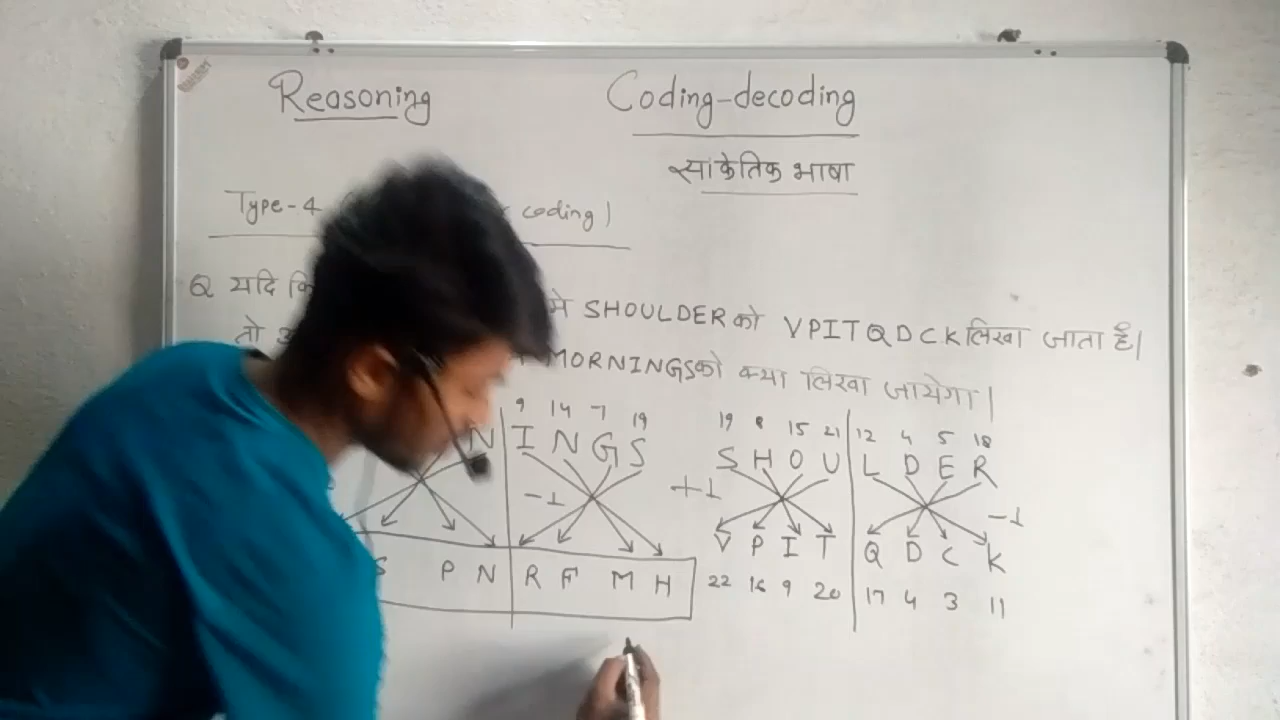 Reasoning Coding-decoding
सांकेतिक भाषा
Type-4 coding)
Q यदि कि में SHOULDER को VPITQDCK लिखा जाता है।
तो MORNINGS को क्या लिखा जायेगा।
9 14 7 19 19 8 15 21 12 4 5 18
N I N G S S H O U L D E R
-1 +1 -1
S P N R F M H V P I T Q D C K
22 16 9 20 17 4 3 11